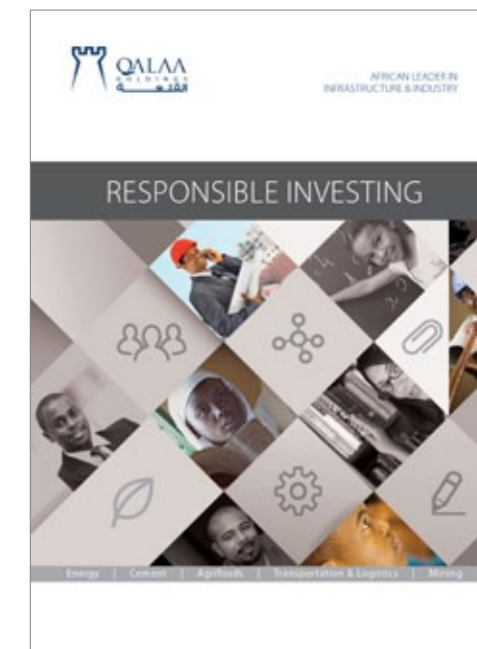 QALAA
HOLDINGS
القلعة
AFRICAN LEADER IN
INFRASTRUCTURE & INDUSTRY
RESPONSIBLE INVESTING
Energy | Cement | Agrifoods | Transportation & Logistics | Mining